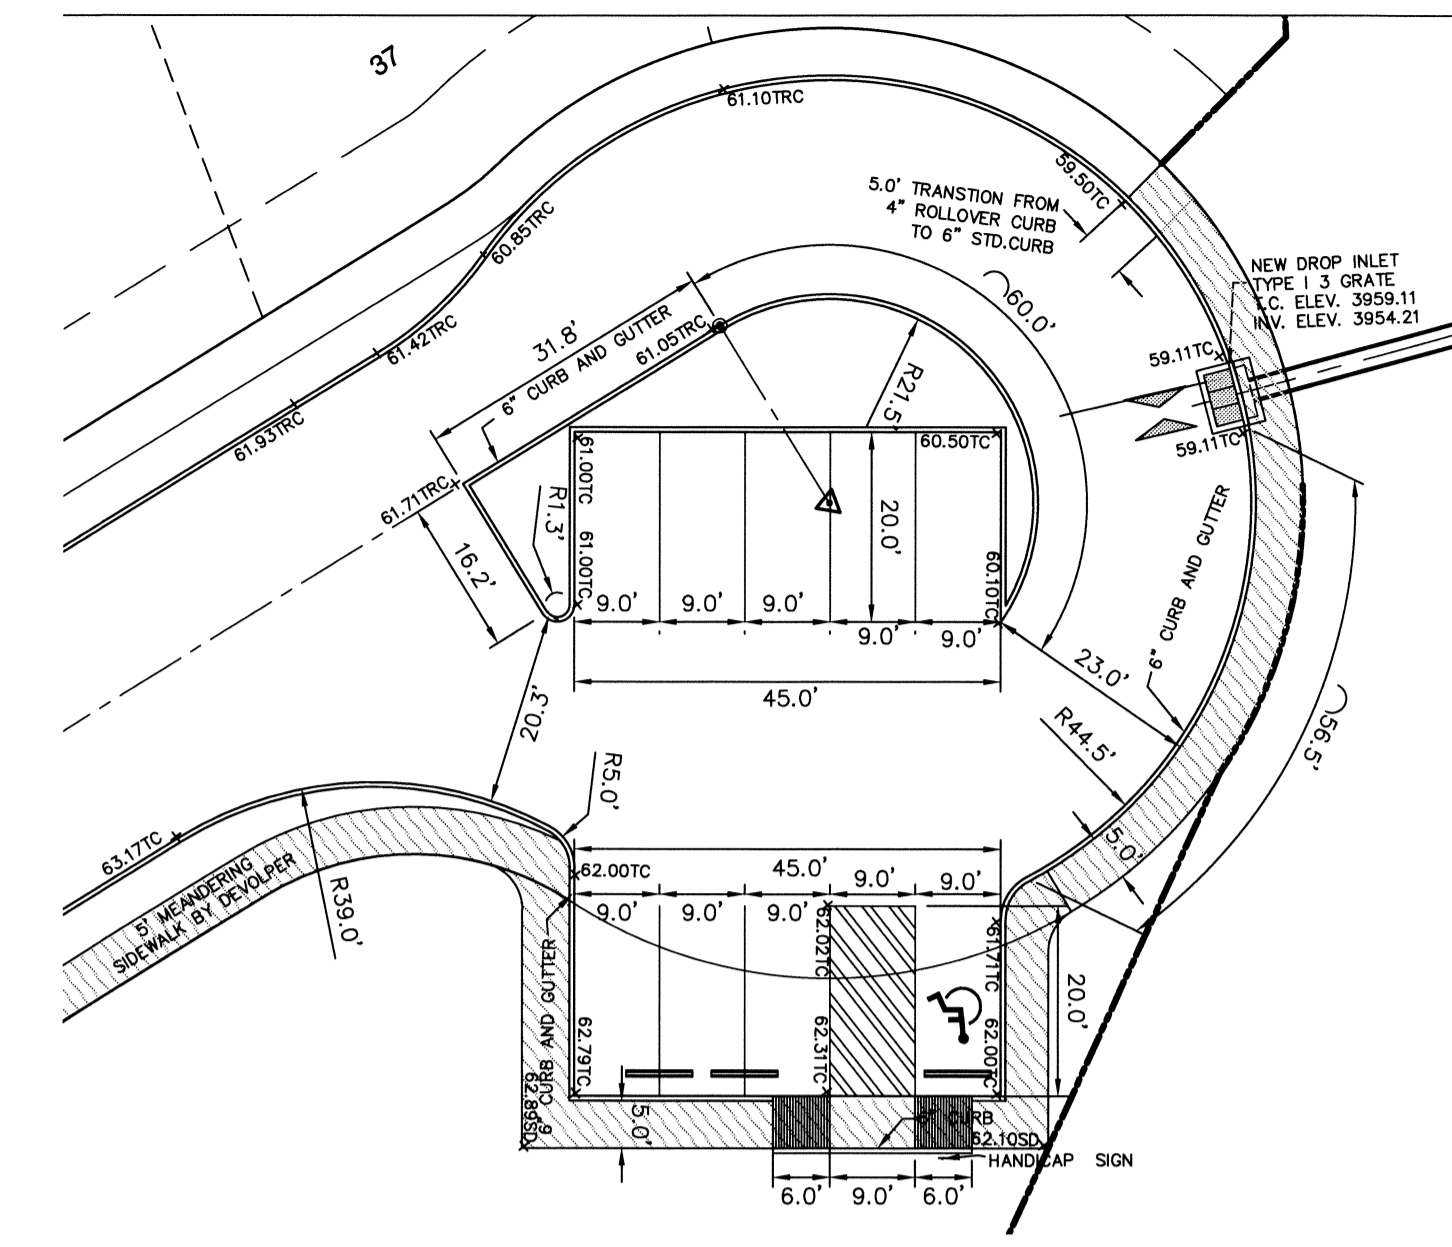 37
61.10TRC
59.50TC
5.0' TRANSTION FROM
4" ROLLOVER CURB
TO 6" STD.CURB
60.85TRC
NEW DROP INLET
TYPE I 3 GRATE
T.C. ELEV. 3959.11
INV. ELEV. 3954.21
60.0'
31.8'
6" CURB AND GUTTER
61.05TRC
61.42TRC
59.11TC
R21.5'
61.93TRC
61.00TC
60.50TC
59.11TC
61.71TRC
R1.3'
20.0'
6" CURB AND GUTTER
16.2'
61.00TC
60.10TC
9.0'
9.0'
9.0'
9.0'
9.0'
23.0'
45.0'
20.3'
R44.5'
56.5'
R5.0'
63.17TC
5.0'
62.00TC
45.0'
9.0'
9.0'
5' MEANDERING
SIDEWALK BY DEVOLPER
R39.0'
9.0'
9.0'
9.0'
62.02TC
61.71TC
6" CURB AND GUTTER
20.0'
62.79TC
62.31TC
62.00TC
62.89SD
5.0'
6" CURB
62.10SD
HANDICAP SIGN
6.0'
9.0'
6.0'